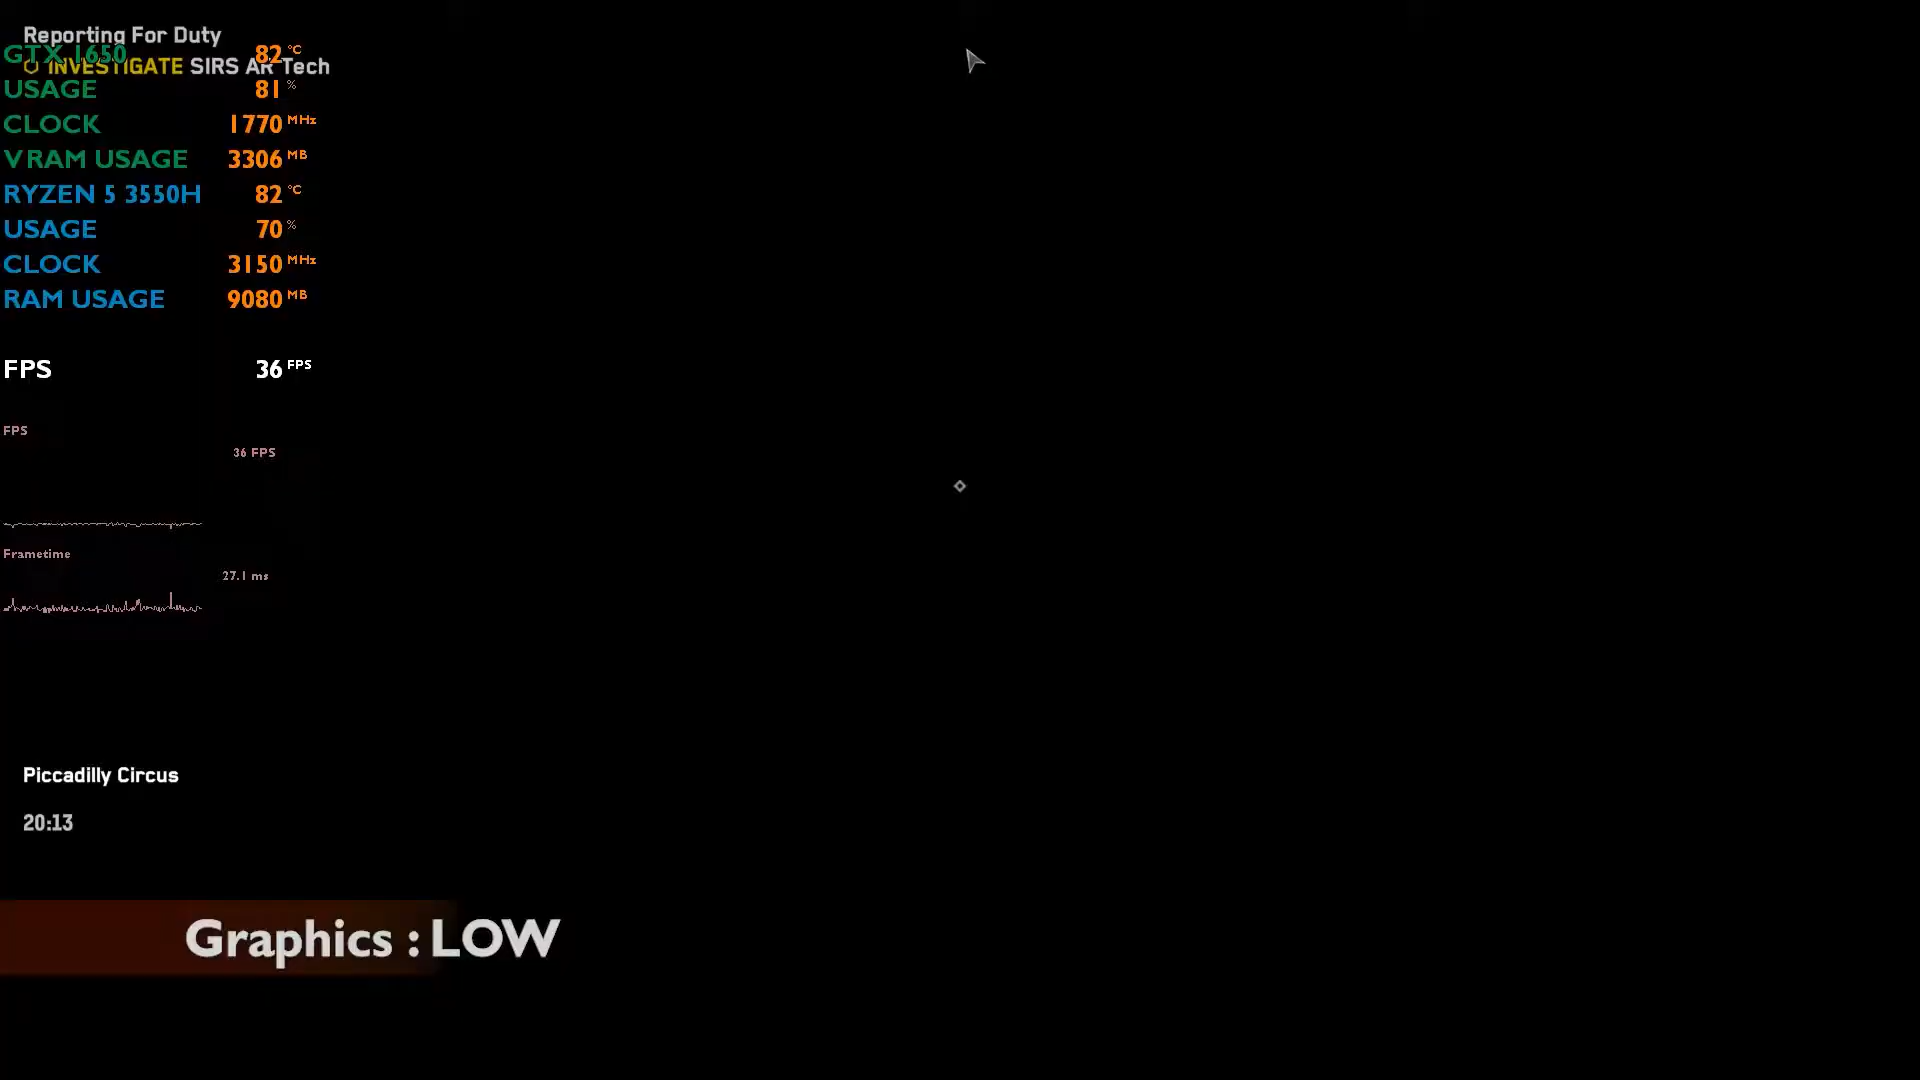 Reporting For Duty
GTX 1650 82 °C
INVESTIGATE SIRS AR Tech
USAGE 81 %
CLOCK 1770 MHz
VRAM USAGE 3306 MB
RYZEN 5 3550H 82 °C
USAGE 70 %
CLOCK 3150 MHz
RAM USAGE 9080 MB
FPS 36 FPS
FPS
36 FPS
Frametime
27.1 ms
Piccadilly Circus
20:13
Graphics : LOW